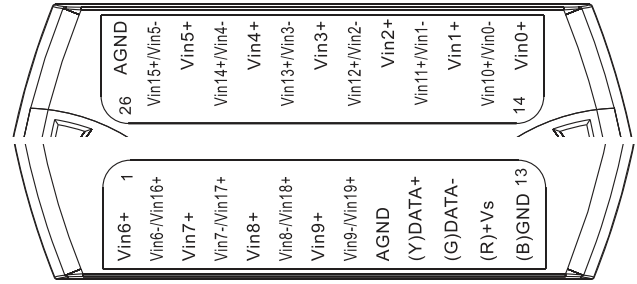 AGND
Vin15+/Vin5-
Vin5+
Vin14+/Vin4-
Vin4+
Vin13+/Vin3-
Vin3+
Vin12+/Vin2-
Vin2+
Vin11+/Vin1-
Vin1+
Vin10+/Vin0-
Vin0+
26
14
1
13
Vin6+
Vin6-/Vin16+
Vin7+
Vin7-/Vin17+
Vin8+
Vin8-/Vin18+
Vin9+
Vin9-/Vin19+
AGND
(Y)DATA+
(G)DATA-
(R)+Vs
(B)GND